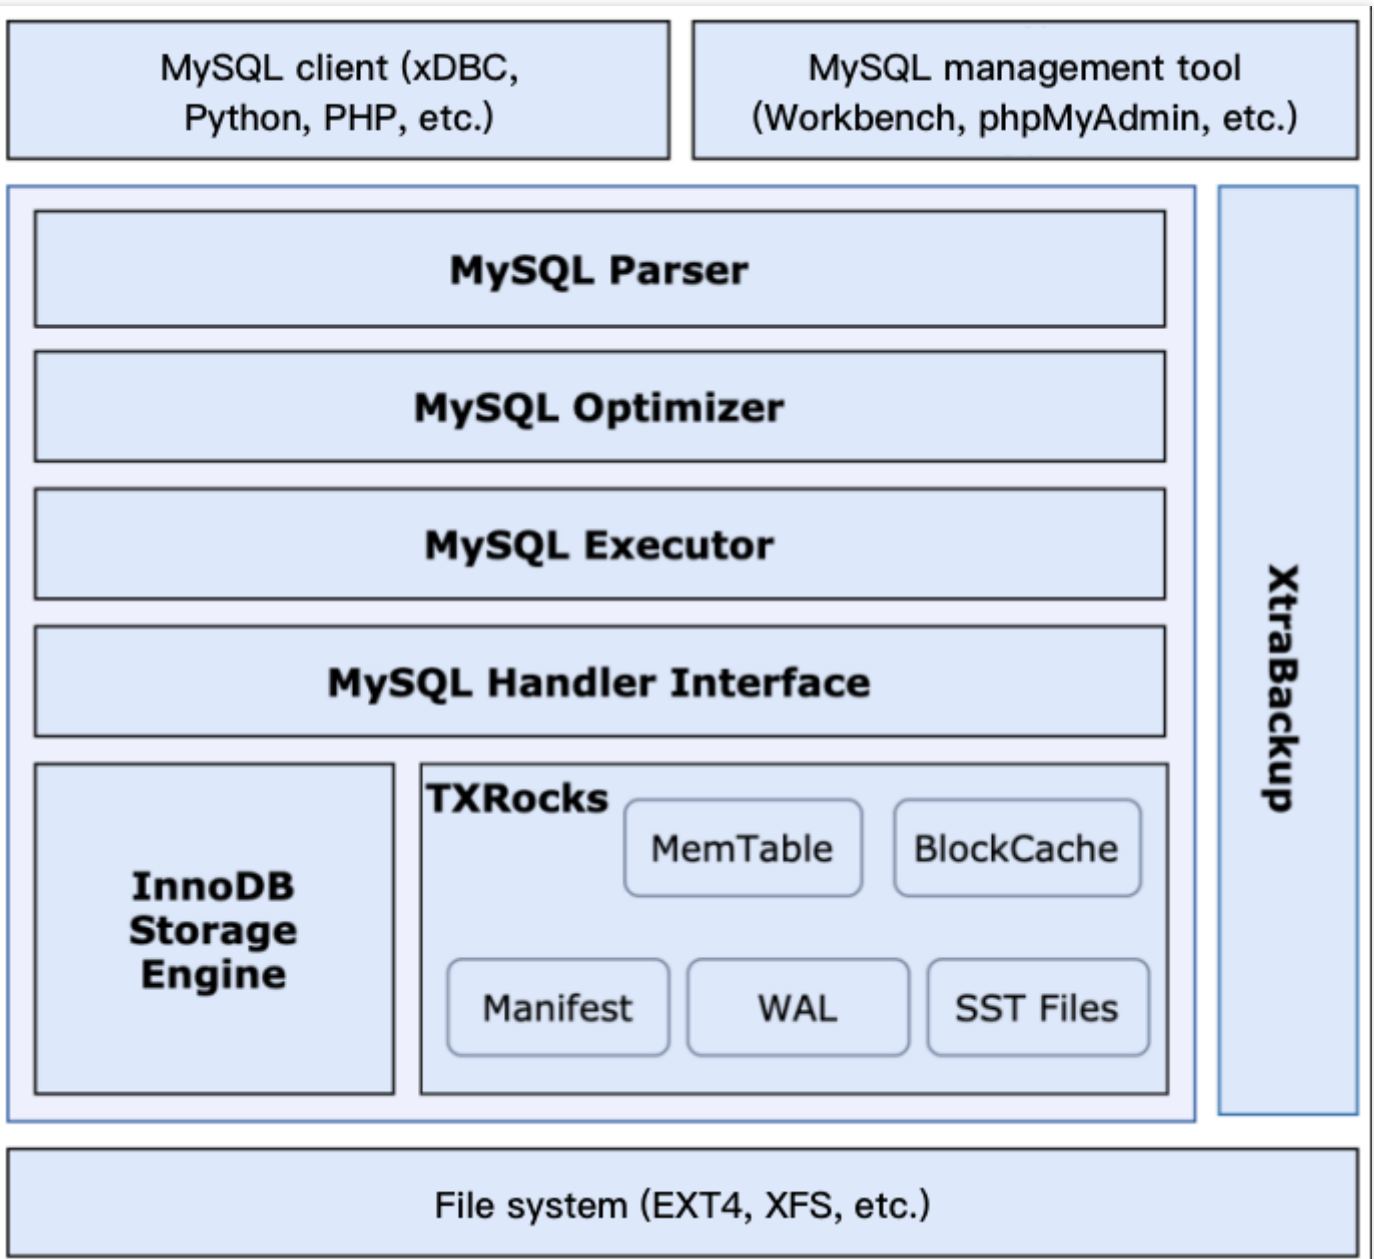 MySQL client (xDBC,
Python, PHP, etc.)
MySQL management tool
(Workbench, phpMyAdmin, etc.)
MySQL Parser
MySQL Optimizer
MySQL Executor
MySQL Handler Interface
InnoDB
Storage
Engine
TXRocks
MemTable
BlockCache
Manifest
WAL
SST Files
XtraBackup
File system (EXT4, XFS, etc.)